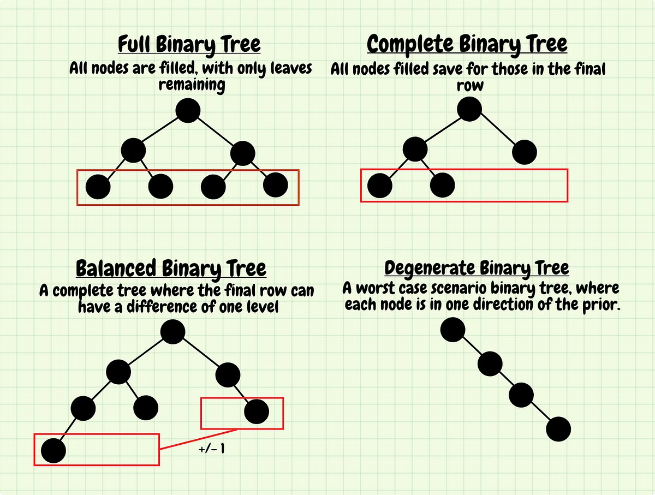 Full Binary Tree
All nodes are filled, with only leaves
remaining
Complete Binary Tree
All nodes filled save for those in the final
row
Balanced Binary Tree
A complete tree where the final row can
have a difference of one level
+/- 1
Degenerate Binary Tree
A worst case scenario binary tree, where
each node is in one direction of the prior.